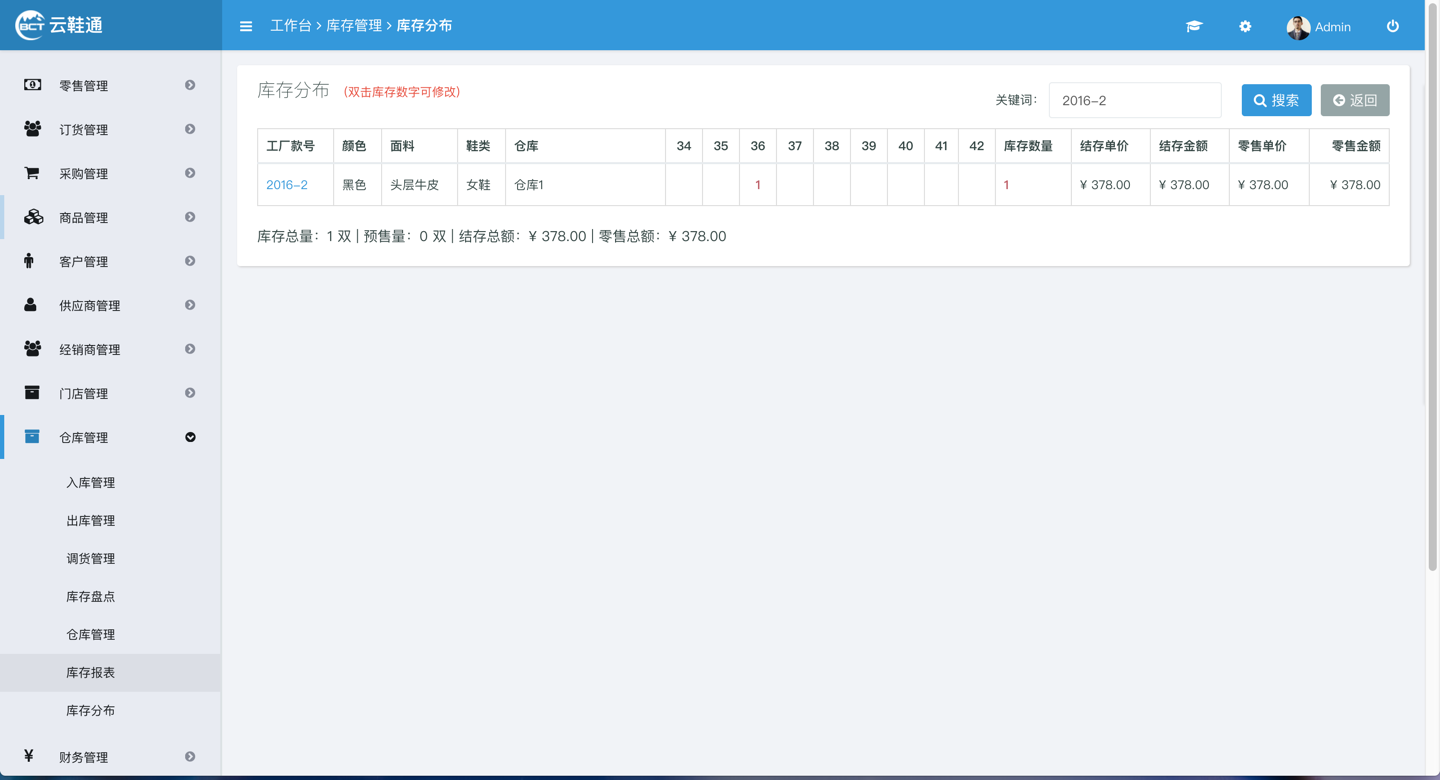 BCT 云鞋通
工作台 > 库存管理 > 库存分布
Admin
零售管理
订货管理
采购管理
商品管理
客户管理
供应商管理
经销商管理
门店管理
仓库管理
入库管理
出库管理
调货管理
库存盘点
仓库管理
库存报表
库存分布
¥ 财务管理
库存分布 (双击库存数字可修改)
关键词: 2016-2 搜索 返回
工厂款号 颜色 面料 鞋类 仓库 34 35 36 37 38 39 40 41 42 库存数量 结存单价 结存金额 零售单价 零售金额
2016-2 黑色 头层牛皮 女鞋 仓库1 1 1 ¥ 378.00 ¥ 378.00 ¥ 378.00 ¥ 378.00
库存总量: 1 双 | 预售量: 0 双 | 结存总额: ¥ 378.00 | 零售总额: ¥ 378.00